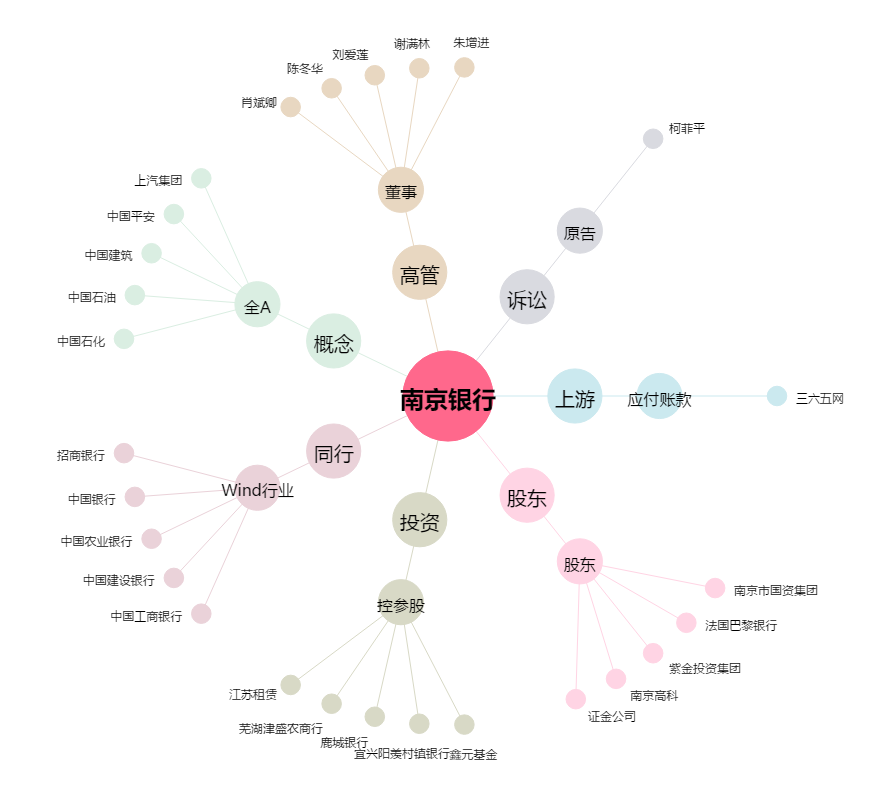 朱增进
谢满林
刘爱莲
陈冬华
肖斌卿
董事
高管
柯菲平
原告
诉讼
上汽集团
中国平安
中国建筑
中国石油
中国石化
全A
概念
南京银行
上游
应付账款
三六五网
同行
Wind行业
招商银行
中国银行
中国农业银行
中国建设银行
中国工商银行
投资
控参股
江苏租赁
芜湖津盛农商行
鹿城银行
宜兴阳羡村镇银行
鑫元基金
股东
股东
南京市国资集团
法国巴黎银行
紫金投资集团
南京高科
证金公司